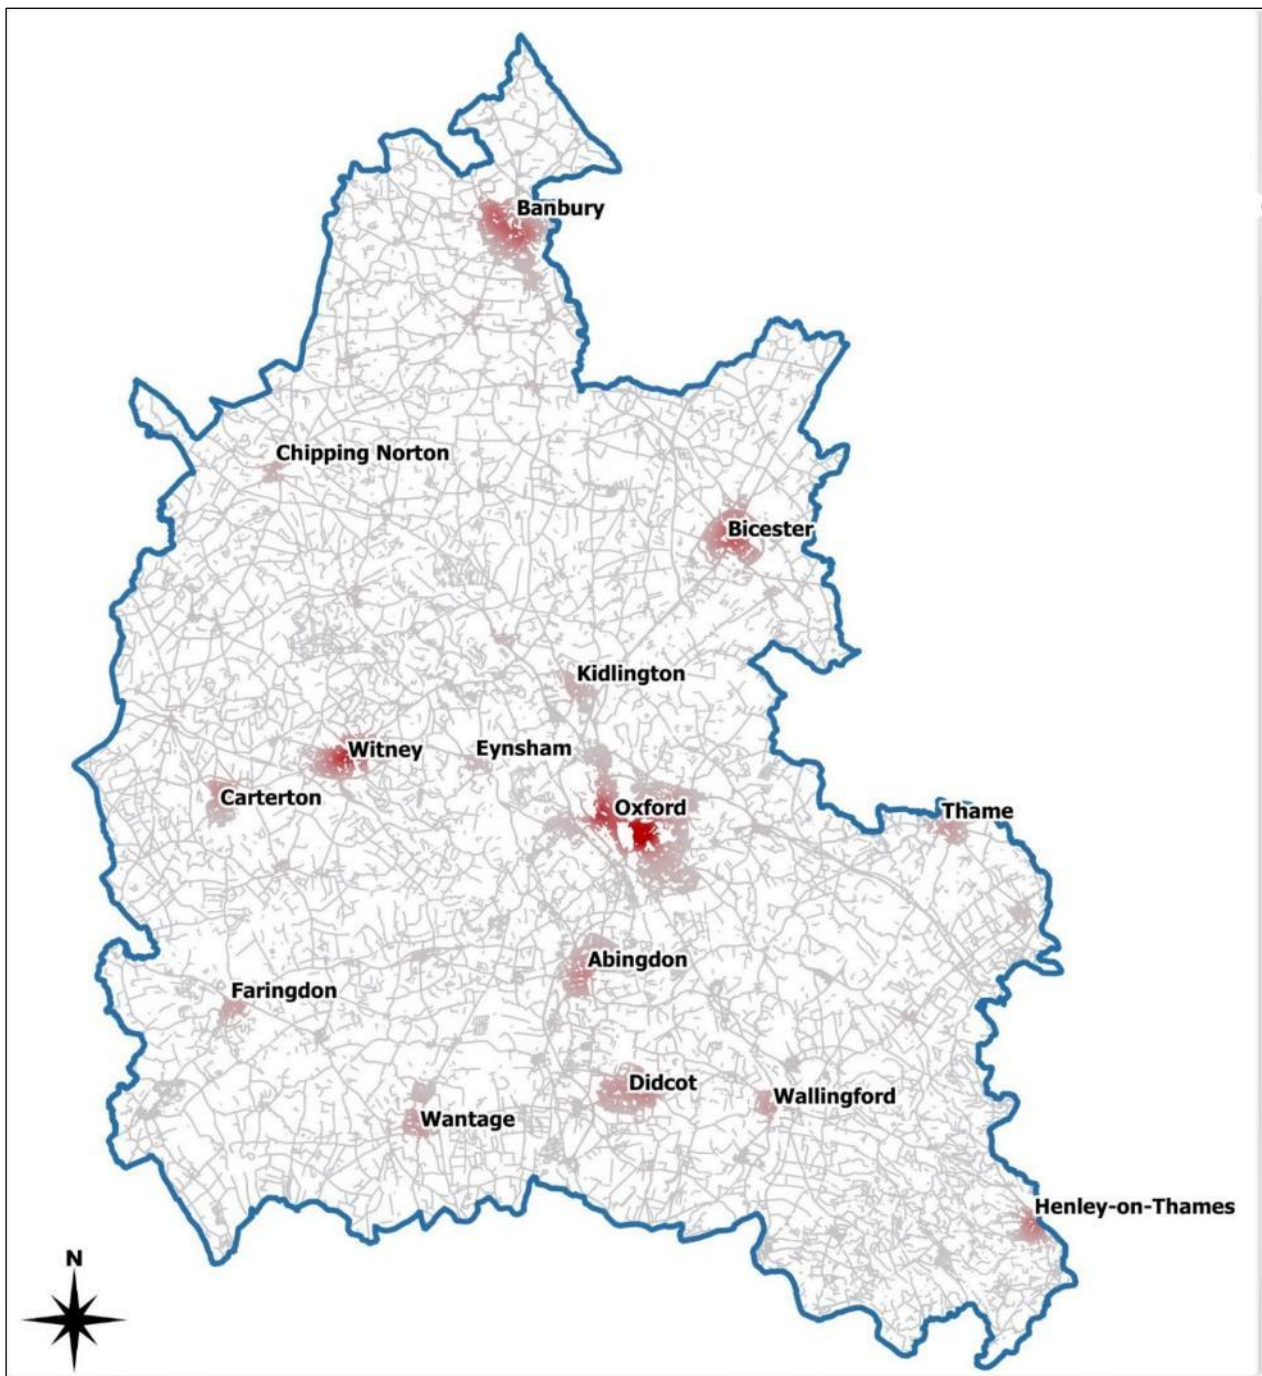 Banbury
Chipping Norton
Bicester
Kidlington
Witney
Eynsham
Carterton
Oxford
Thame
Abingdon
Faringdon
Didcot
Wallingford
Wantage
Henley-on-Thames
N